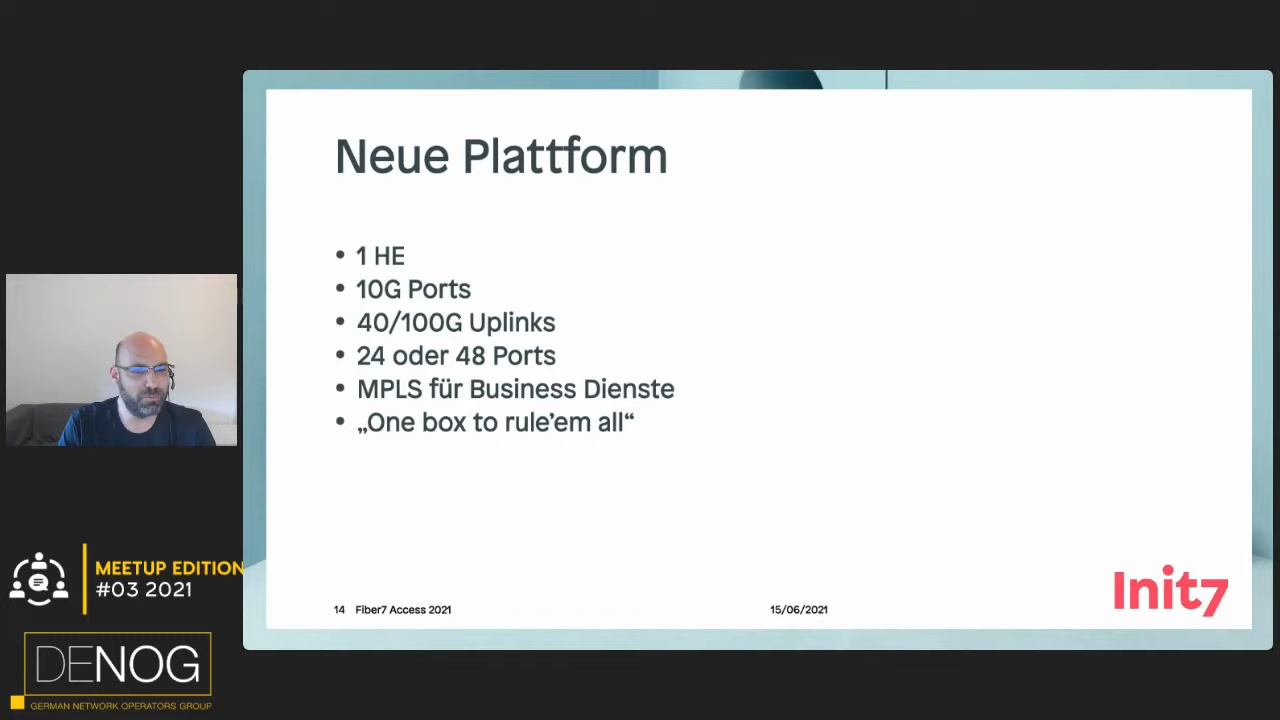 Neue Plattform
• 1 HE
• 10G Ports
• 40/100G Uplinks
• 24 oder 48 Ports
• MPLS für Business Dienste
• „One box to rule’em all“
14 Fiber7 Access 2021
15/06/2021
Init7
MEETUP EDITION
#03 2021
DENOG
GERMAN NETWORK OPERATORS GROUP